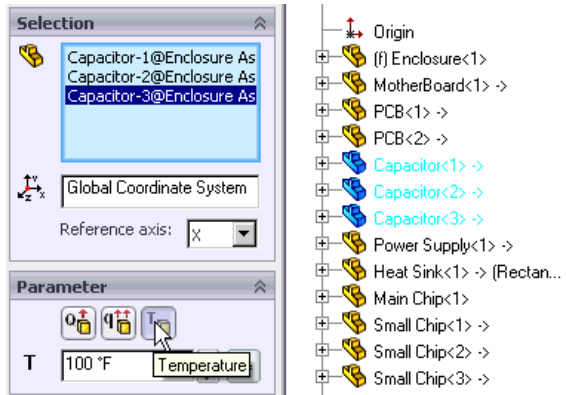 Selection
Capacitor-1@Enclosure As
Capacitor-2@Enclosure As
Capacitor-3@Enclosure As
Y
Z X
Global Coordinate System
Reference axis: X
Parameter
T 100 °F
Temperature
Origin
(f) Enclosure<1>
MotherBoard<1> ->
PCB<1> ->
PCB<2> ->
Capacitor<1> ->
Capacitor<2> ->
Capacitor<3> ->
Power Supply<1> ->
Heat Sink<1> -> (Rectan...
Main Chip<1>
Small Chip<1> ->
Small Chip<2> ->
Small Chip<3> ->